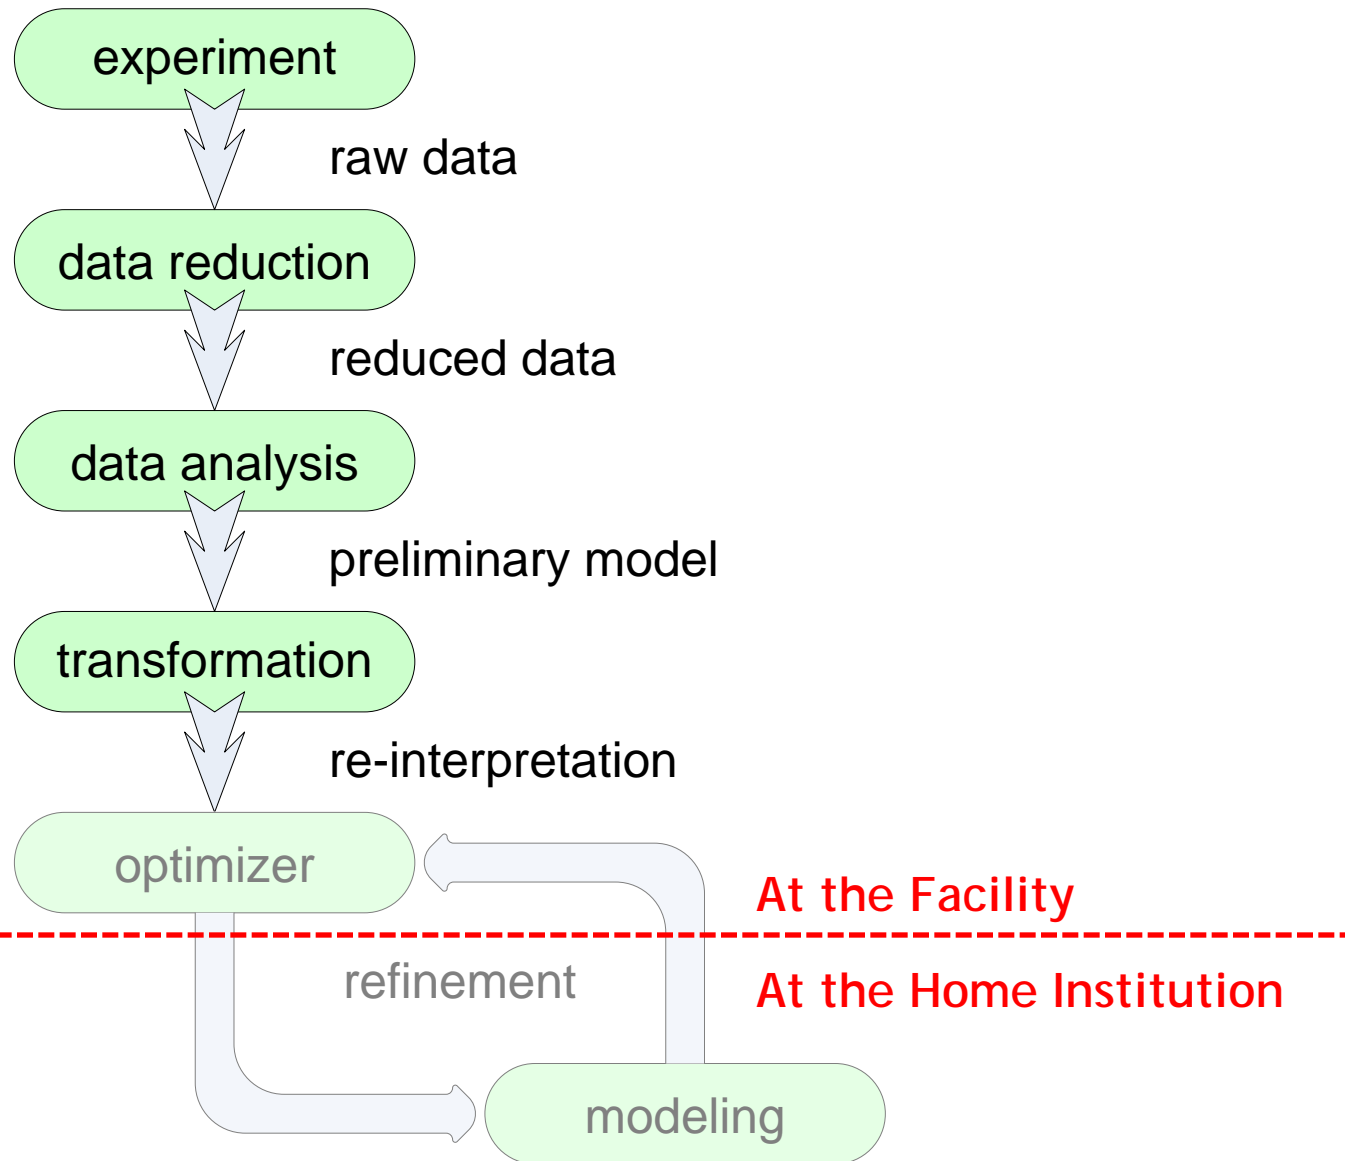 experiment
raw data
data reduction
reduced data
data analysis
preliminary model
transformation
re-interpretation
optimizer
At the Facility
refinement
At the Home Institution
modeling